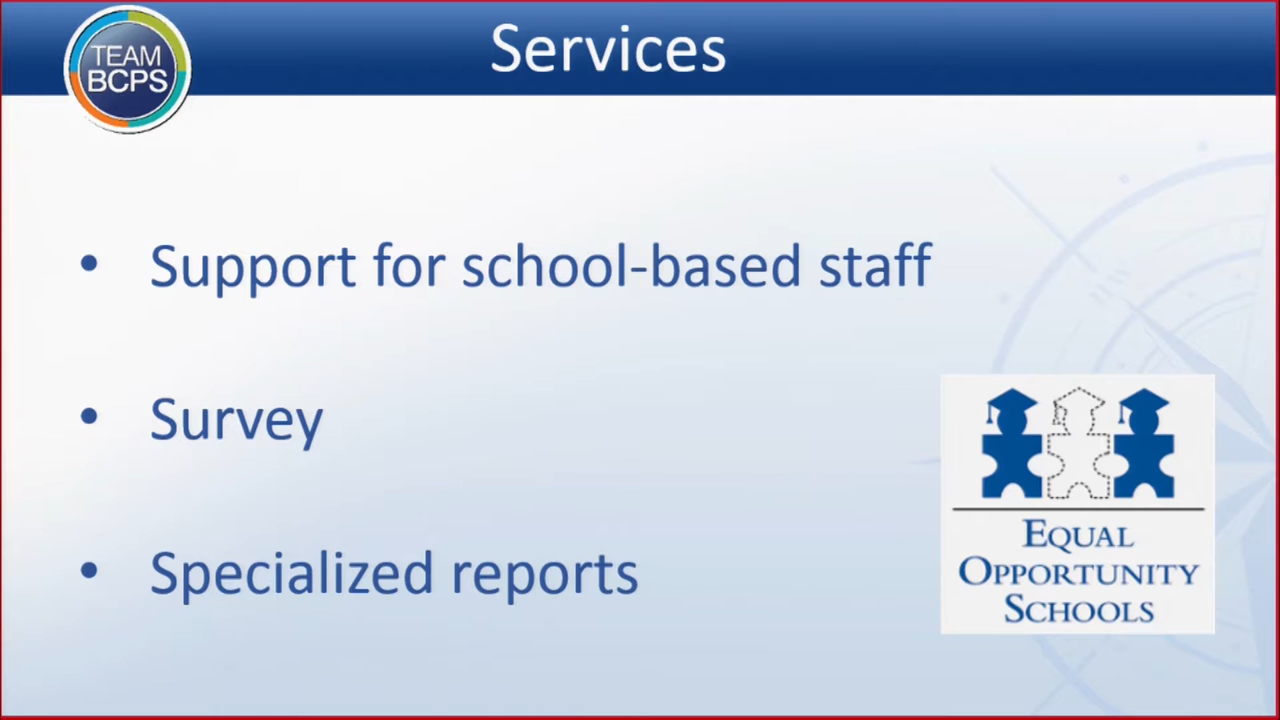 TEAM
BCPS
Services
• Support for school-based staff
• Survey
• Specialized reports
EQUAL
OPPORTUNITY
SCHOOLS